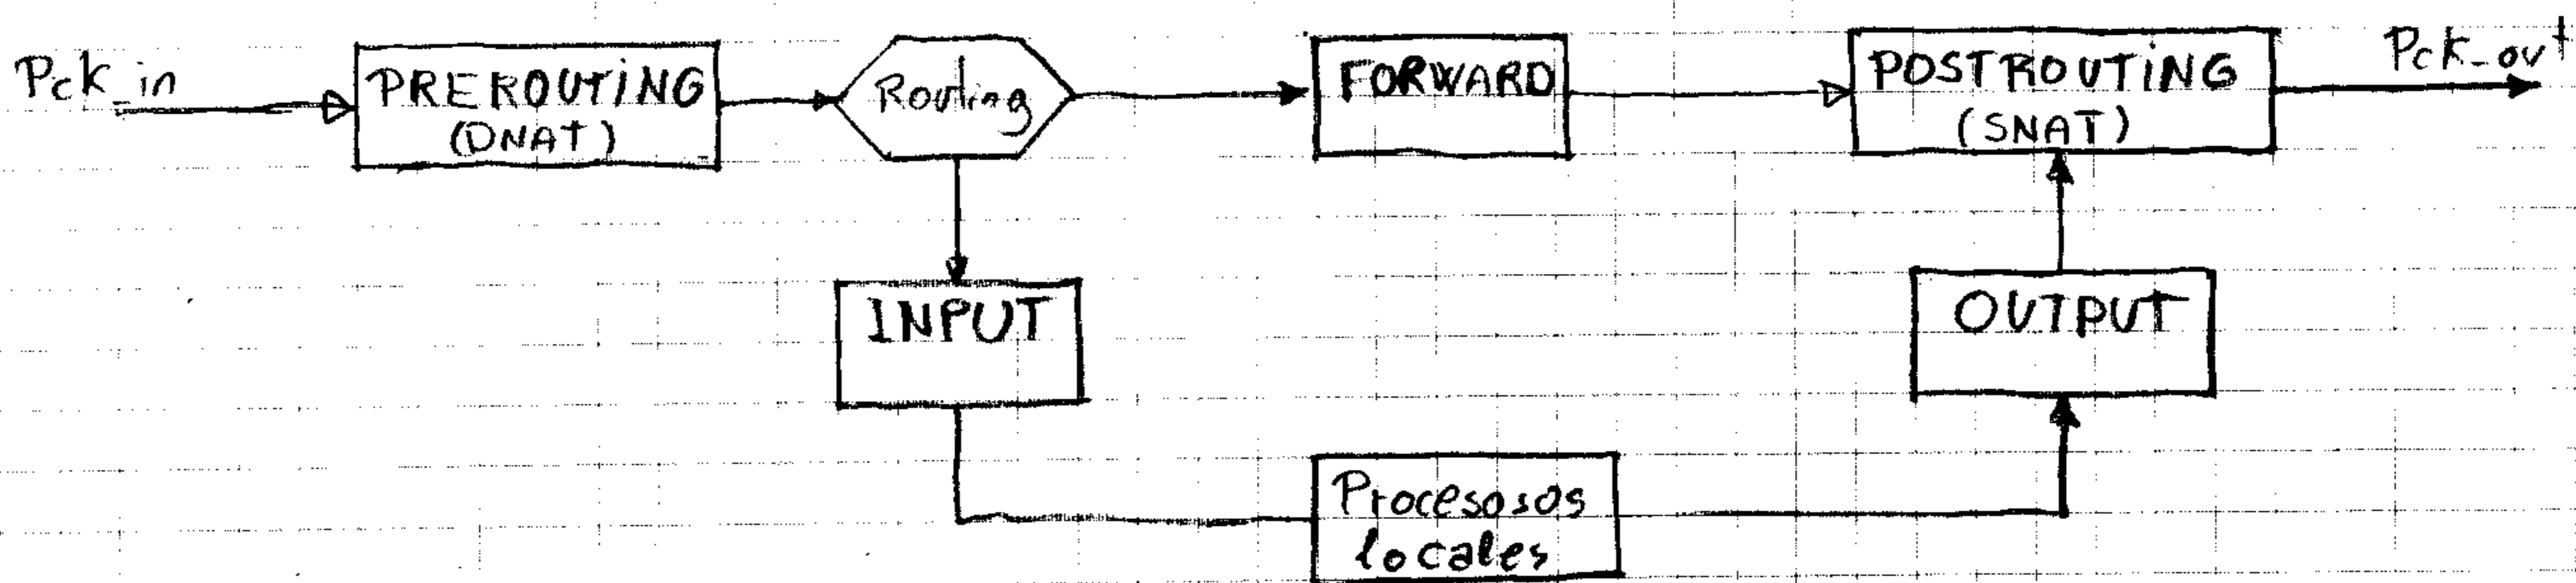 Pck_in
PREROUTING
(DNAT)
Routing
FORWARD
POSTROUTING
(SNAT)
Pck_out
INPUT
OUTPUT
Procesosos
locales